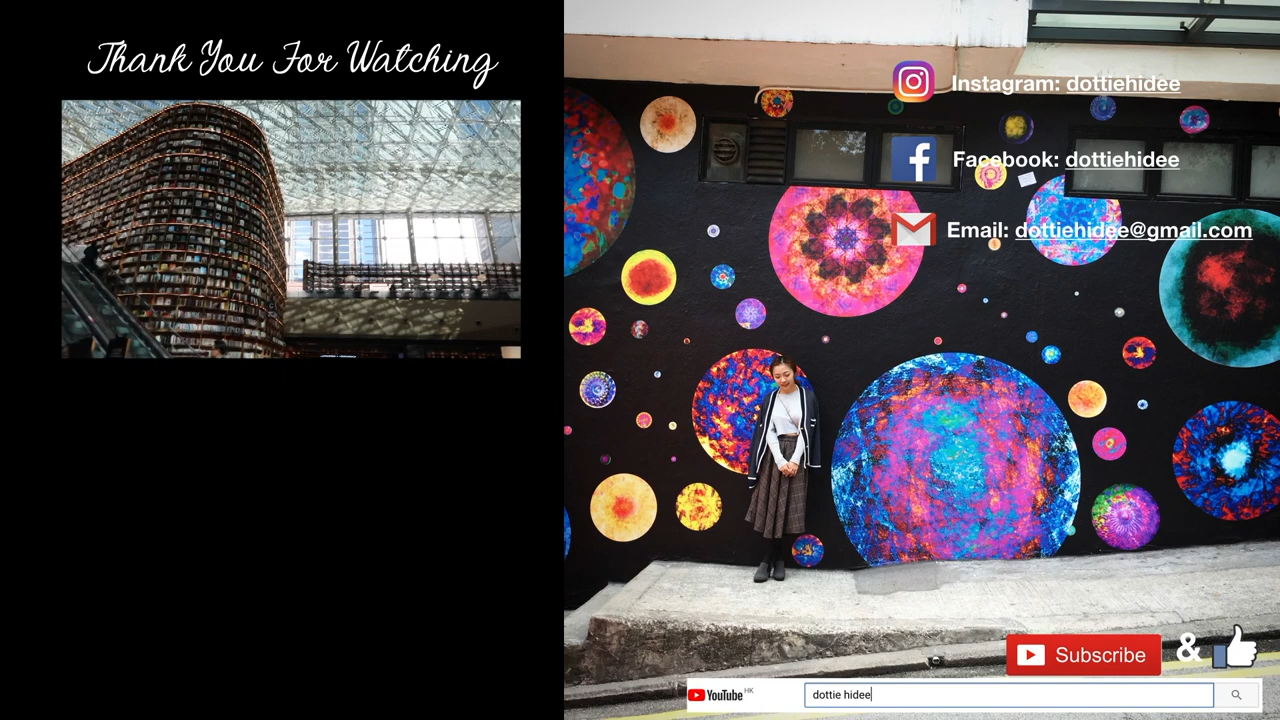 Thank You For Watching
Instagram: dottiehidee
Facebook: dottiehidee
Email: dottiehidee@gmail.com
Subscribe
&
YouTube HK
dottie hidee